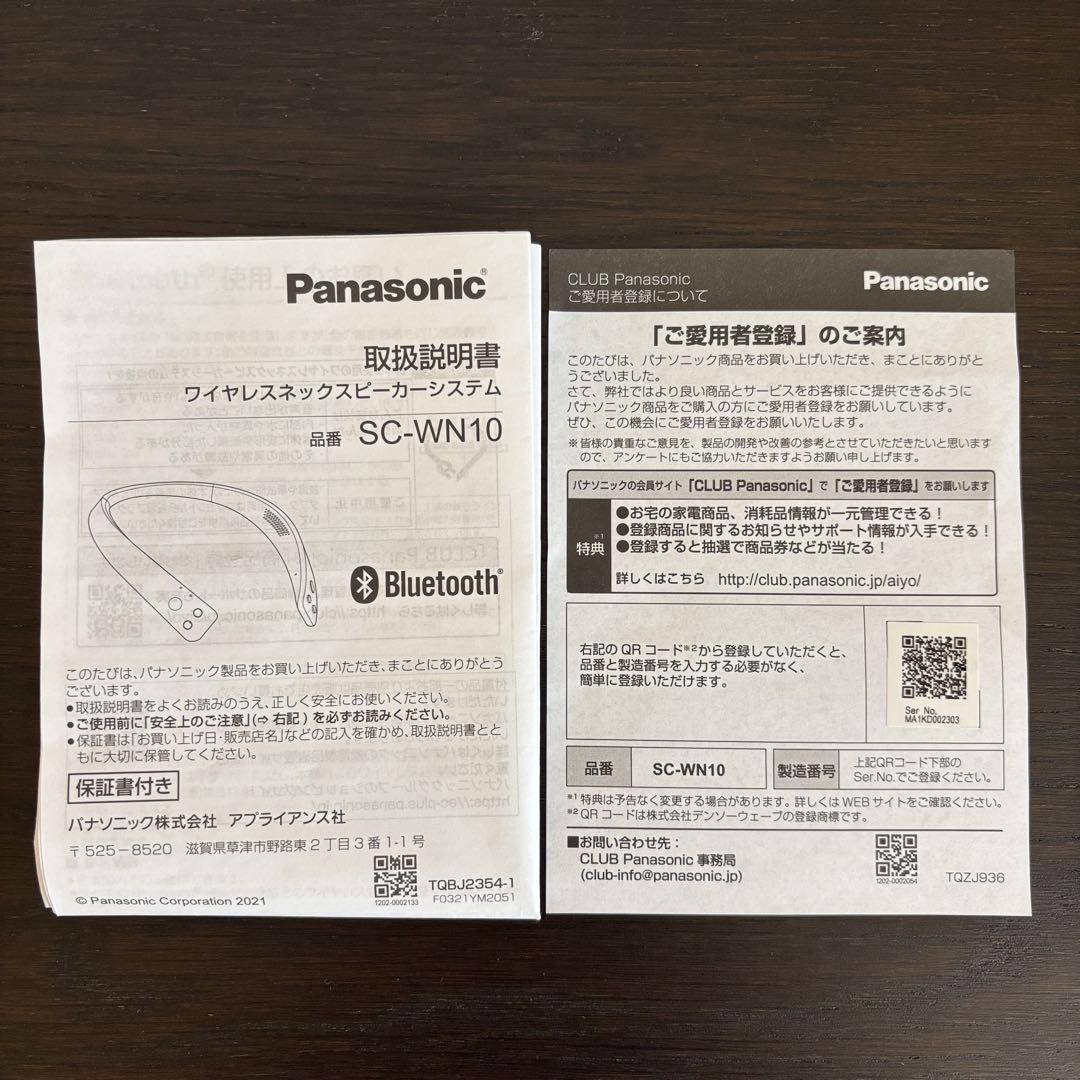 Panasonic®
取扱説明書
ワイヤレスネックスピーカーシステム
品番 SC-WN10
Bluetooth®
このたびは、パナソニック製品をお買い上げいただき、まことにありがとう
ございます。
●取扱説明書をよくお読みのうえ、正しく安全にお使いください。
●ご使用前に「安全上のご注意」(⇨ 右記 ) を必ずお読みください。
●保証書は「お買い上げ日・販売店名」などの記入を確かめ、取扱説明書とと
もに大切に保管してください。
保証書付き
パナソニック株式会社 アプライアンス社
〒525－8520 滋賀県草津市野路東2丁目3番1-1号
1202-0002133
TQBJ2354-1
F0321YM2051
© Panasonic Corporation 2021
CLUB Panasonic
ご愛用者登録について
Panasonic
「ご愛用者登録」のご案内
このたびは、パナソニック商品をお買い上げいただき、まことにありがと
うございました。
さて、弊社ではより良い商品とサービスをお客様にご提供できるように
パナソニック商品をご購入の方にご愛用者登録をお願いしています。
ぜひ、この機会にご愛用者登録をお願いいたします。
※皆様の貴重なご意見を、製品の開発や改善の参考とさせていただきたいと思います
ので、アンケートにもご協力いただきますようお願い申し上げます。
パナソニックの会員サイト「CLUB Panasonic」で「ご愛用者登録」をお願いします
特典※1
●お宅の家電商品、消耗品情報が一元管理できる！
●登録商品に関するお知らせやサポート情報が入手できる！
●登録すると抽選で商品券などが当たる！
詳しくはこちら http://club.panasonic.jp/aiyo/
右記の QR コード※2から登録していただくと、
品番と製造番号を入力する必要がなく、
簡単に登録いただけます。
Ser No.
MA1KD002303
品番 SC-WN10
製造番号
上記QRコード下部の
Ser.No.でご登録ください。
※1 特典は予告なく変更する場合があります。詳しくは WEB サイトをご確認ください。
※2 QR コードは株式会社デンソーウェーブの登録商標です。
■お問い合わせ先：
CLUB Panasonic 事務局
(club-info@panasonic.jp)
1202-0002054
TQZJ936